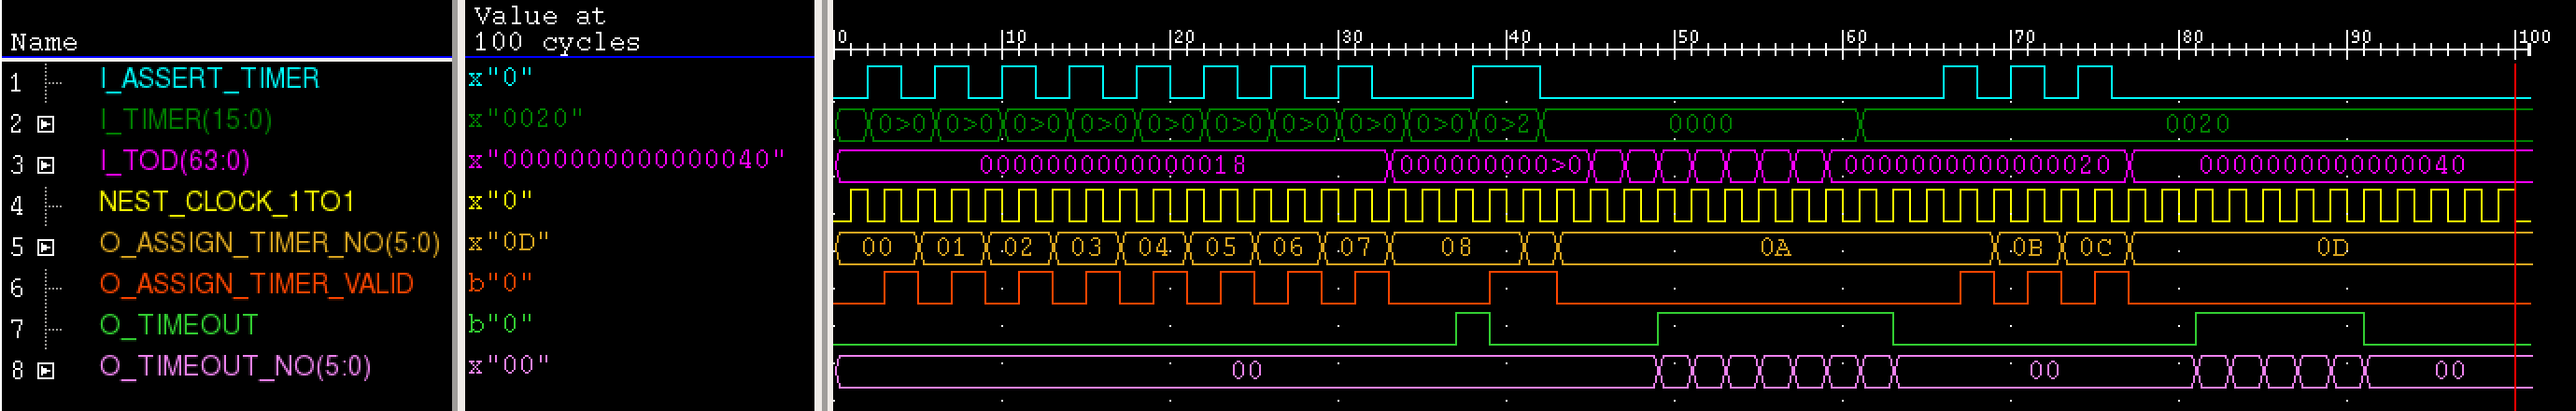 Name
Value at
100 cycles
0 10 20 30 40 50 60 70 80 90 100
1 I_ASSERT_TIMER x"0"
2 I_TIMER(15:0) x"0020" 0>0 0>0 0>0 0>0 0>0 0>0 0>0 0>0 0>0 0>2 0000 0020
3 I_TOD(63:0) x"0000000000000040" 0000000000000018 000000000>0 0000000000000020 0000000000000040
4 NEST_CLOCK_1TO1 x"0"
5 O_ASSIGN_TIMER_NO(5:0) x"0D" 00 01 02 03 04 05 06 07 08 0A 0B 0C 0D
6 O_ASSIGN_TIMER_VALID b"0"
7 O_TIMEOUT b"0"
8 O_TIMEOUT_NO(5:0) x"00" 00 00 00